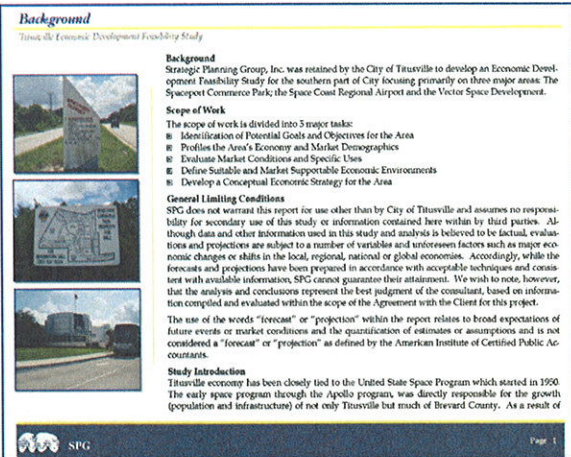 Background
Titusville Economic Development Feasibility Study
Background
Strategic Planning Group, Inc. was retained by the City of Titusville to develop an Economic Devel-
opment Feasibility Study for the southern part of City focusing primarily on three major areas: The
Spaceport Commerce Park; the Space Coast Regional Airport and the Vector Space Development.
Scope of Work
The scope of work is divided into 5 major tasks:
Identification of Potential Goals and Objectives for the Area
Profiles the Area's Economy and Market Demographics
Evaluate Market Conditions and Specific Uses
Define Suitable and Market Supportable Economic Environments
Develop a Conceptual Economic Strategy for the Area
General Limiting Conditions
SPG does not warrant this report for use other than by City of Titusville and assumes no responsi-
bility for secondary use of this study or information contained here within by third parties. Al-
though data and other information used in this study and analysis is believed to be factual, evalua-
tions and projections are subject to a number of variables and unforeseen factors such as major eco-
nomic changes or shifts in the local, regional, national or global economies. Accordingly, while the
forecasts and projections have been prepared in accordance with acceptable techniques and consis-
tent with available information, SPG cannot guarantee their attainment. We wish to note, however,
that the analysis and conclusions represent the best judgment of the consultant, based on informa-
tion compiled and evaluated within the scope of the Agreement with the Client for this project.
The use of the words "forecast" or "projection" within the report relates to broad expectations of
future events or market conditions and the quantification of estimates or assumptions and is not
considered a "forecast" or "projection" as defined by the American Institute of Certified Public Ac-
countants.
Study Introduction
Titusville economy has been closely tied to the United State Space Program which started in 1950.
The early space program through the Apollo program, was directly responsible for the growth
(population and infrastructure) of not only Titusville but much of Brevard County. As a result of
SPG
Page 1